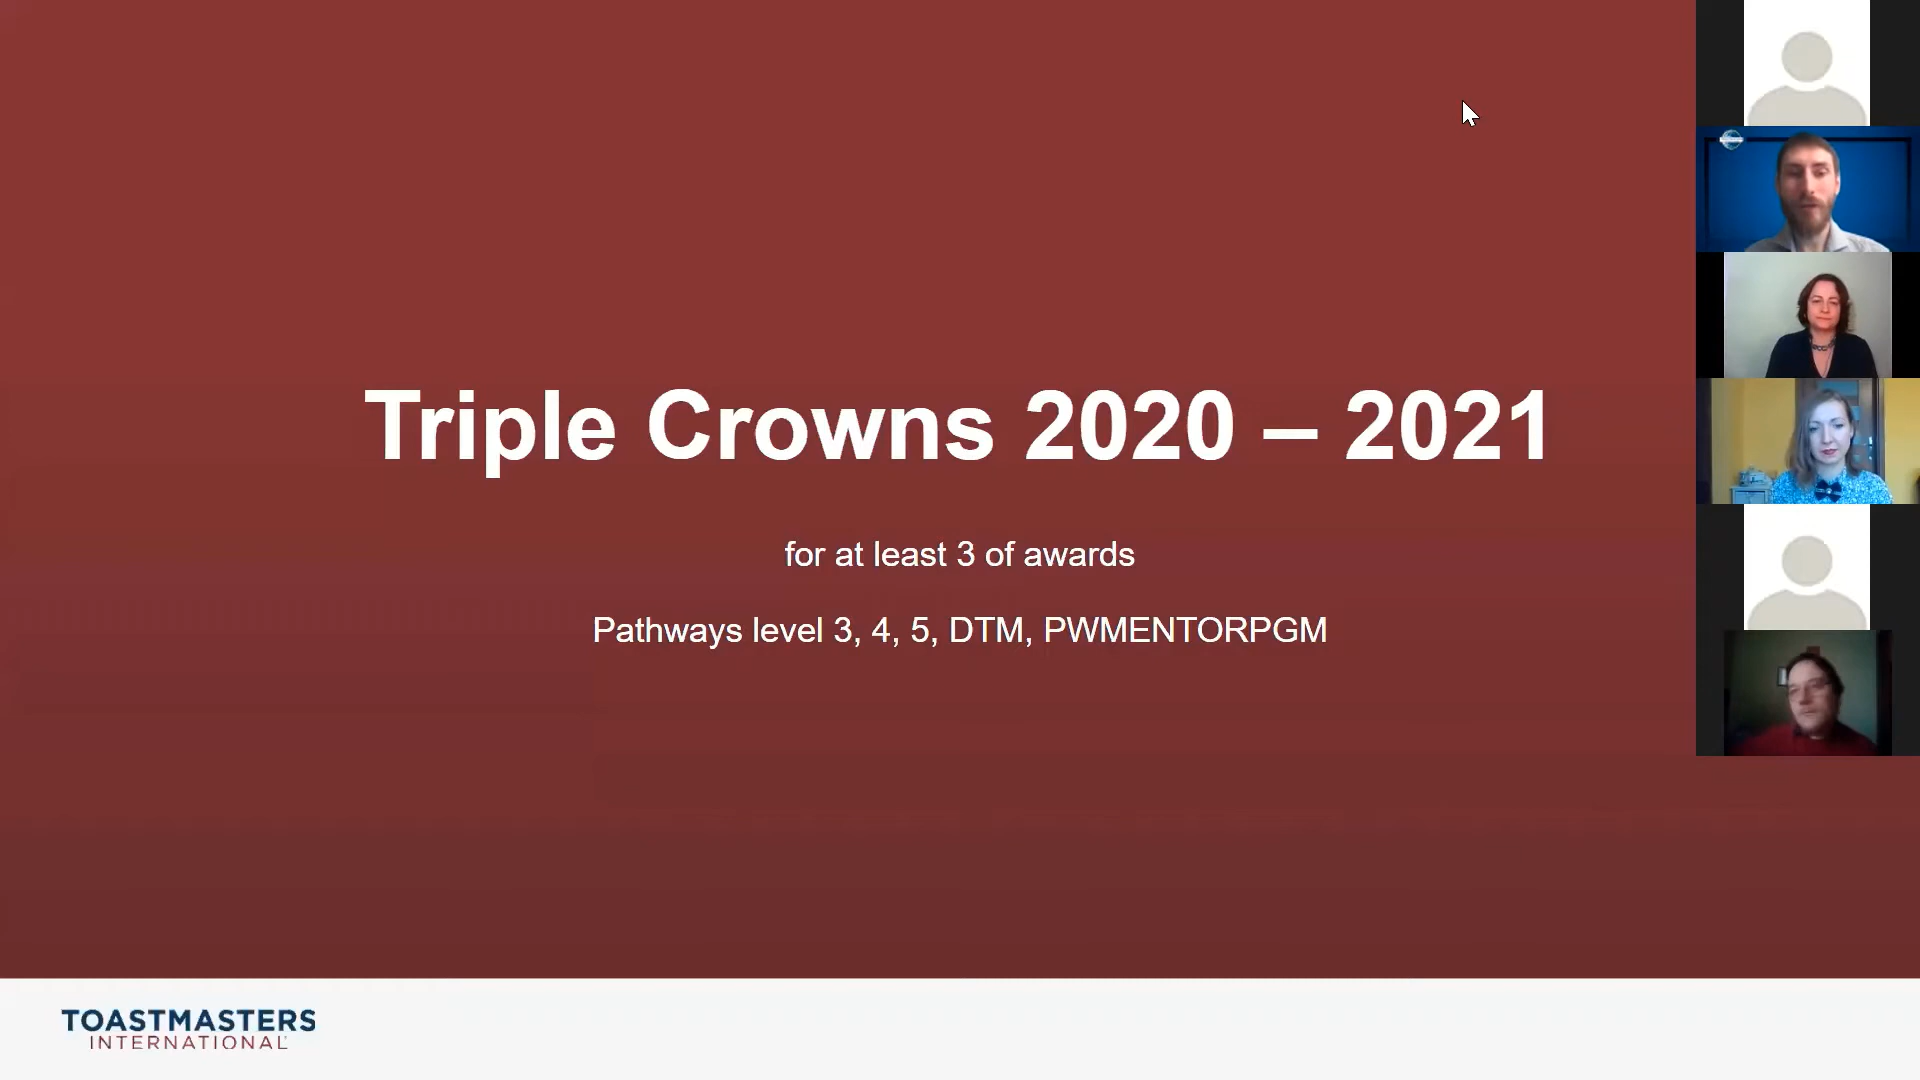 Triple Crowns 2020 – 2021
for at least 3 of awards
Pathways level 3, 4, 5, DTM, PWMENTORPGM
TOASTMASTERS
INTERNATIONAL